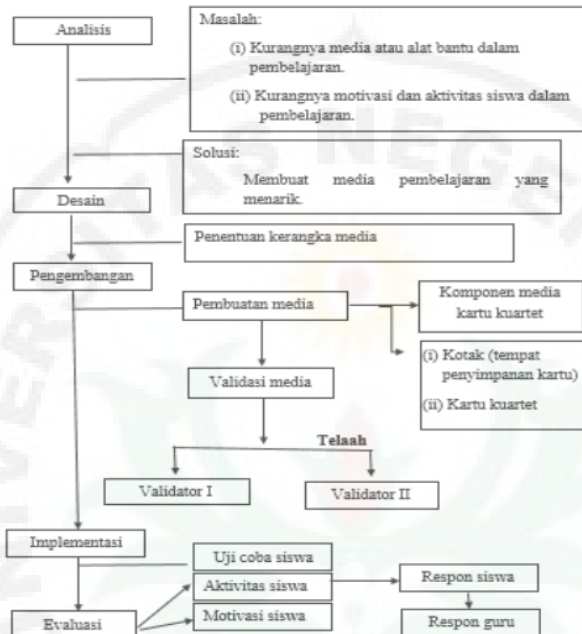 Analisis
Masalah:
(i) Kurangnya media atau alat bantu dalam
pembelajaran.
(ii) Kurangnya motivasi dan aktivitas siswa dalam
pembelajaran.
Solusi:
Membuat media pembelajaran yang
menarik.
Desain
Penentuan kerangka media
Pengembangan
Pembuatan media
Komponen media
kartu kuartet
(i) Kotak (tempat
penyimpanan kartu)
(ii) Kartu kuartet
Validasi media
Telaah
Validator I
Validator II
Implementasi
Uji coba siswa
Aktivitas siswa
Respon siswa
Motivasi siswa
Evaluasi
Respon guru